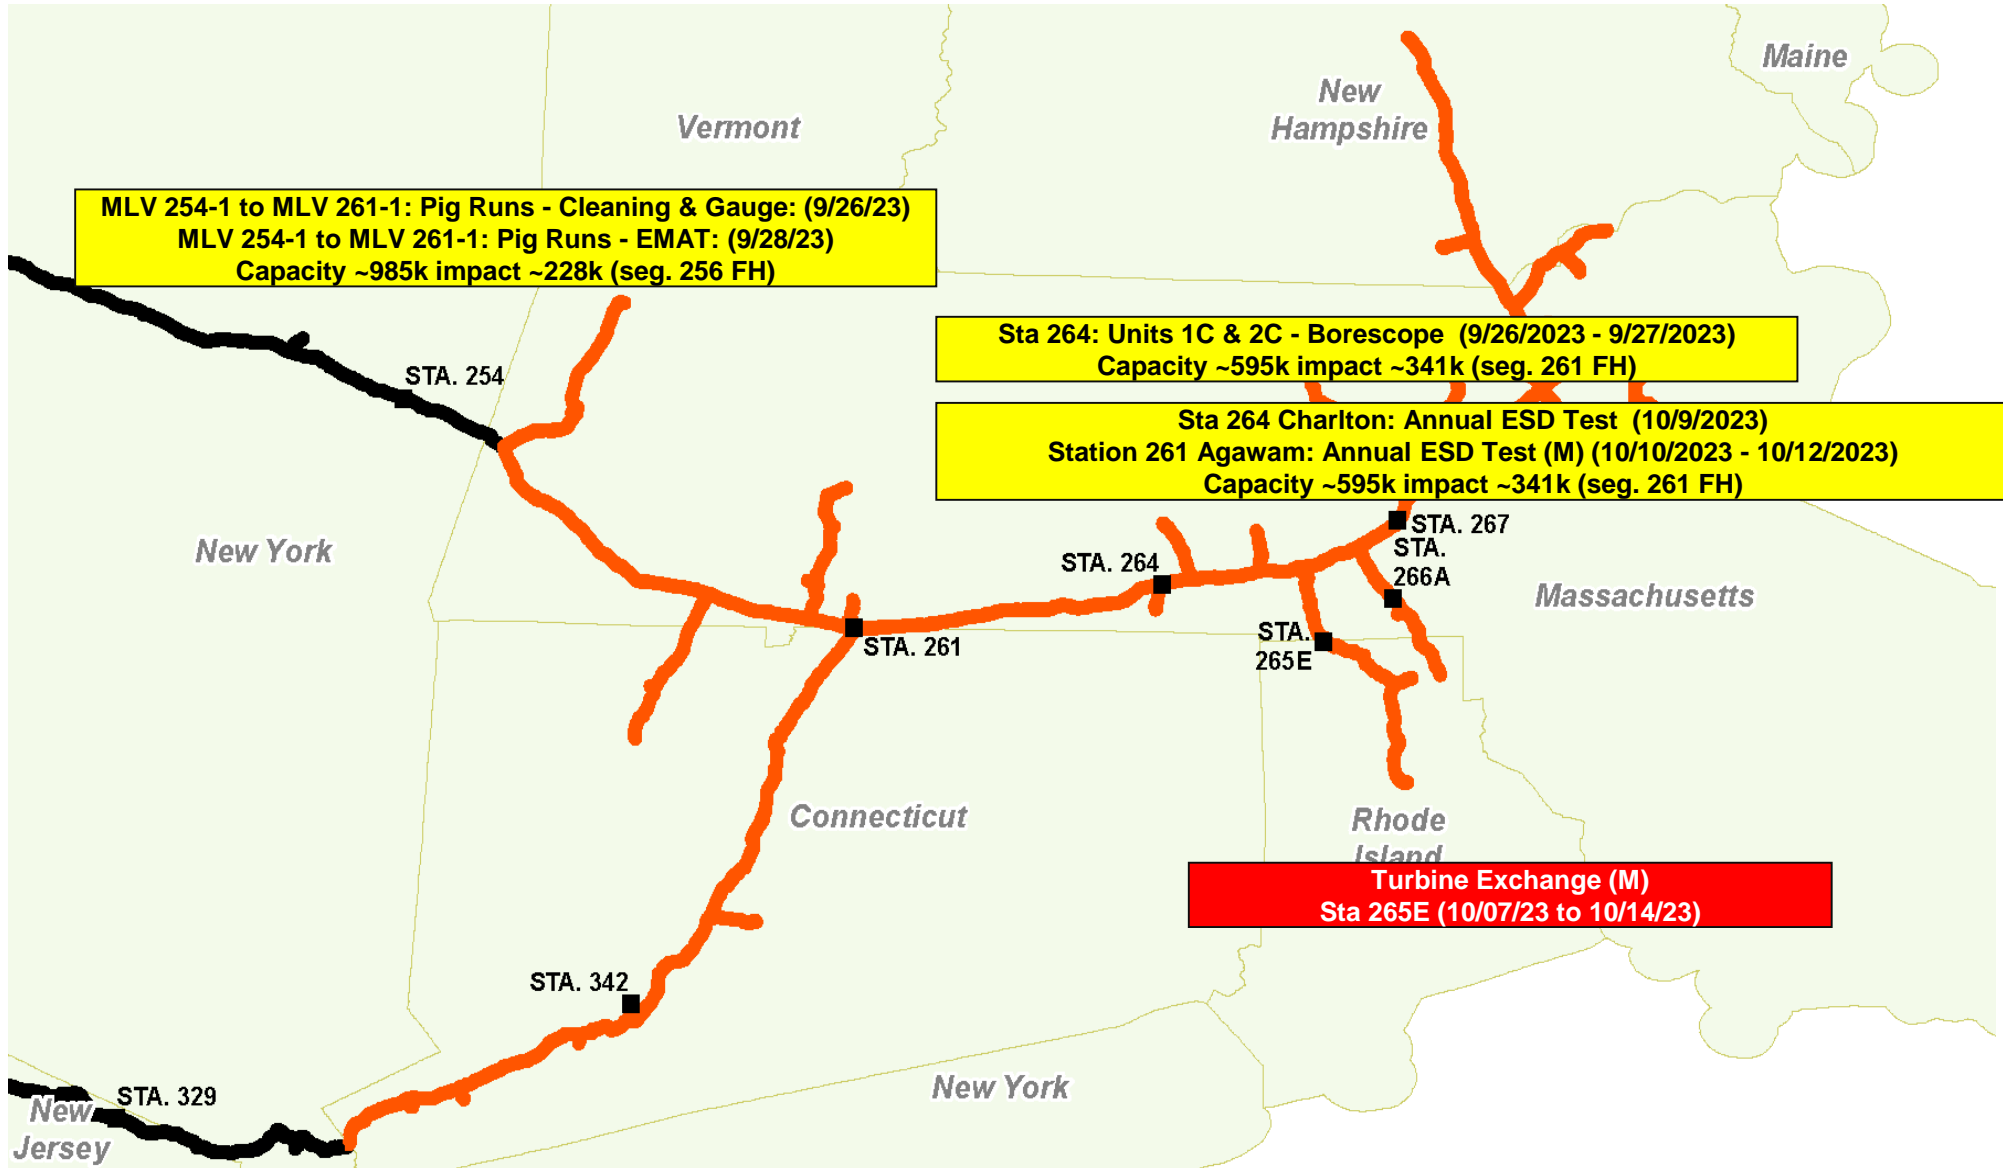 Maine
New
Hampshire
Vermont
MLV 254-1 to MLV 261-1: Pig Runs - Cleaning & Gauge: (9/26/23)
MLV 254-1 to MLV 261-1: Pig Runs - EMAT: (9/28/23)
Capacity ~985k impact ~228k (seg. 256 FH)
Sta 264: Units 1C & 2C - Borescope  (9/26/2023 - 9/27/2023)
Capacity ~595k impact ~341k (seg. 261 FH)
STA. 254
Sta 264 Charlton: Annual ESD Test  (10/9/2023)
Station 261 Agawam: Annual ESD Test (M) (10/10/2023 - 10/12/2023)
Capacity ~595k impact ~341k (seg. 261 FH)
STA. 267
New York
STA. 264
STA.
266A
Massachusetts
STA. 261
STA.
265E
Connecticut
Rhode
Island
Turbine Exchange (M)
Sta 265E (10/07/23 to 10/14/23)
STA. 342
New York
STA. 329
New
Jersey